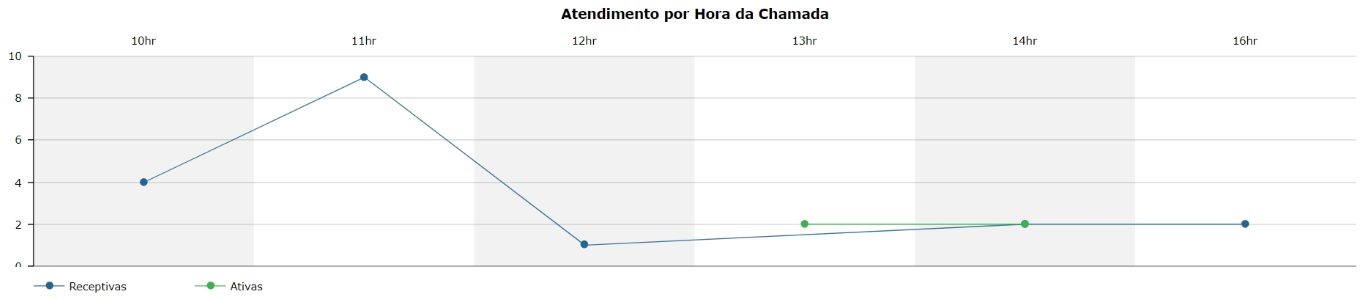 Atendimento por Hora da Chamada
10hr 11hr 12hr 13hr 14hr 16hr
10
8
6
4
2
0
Receptivas Ativas